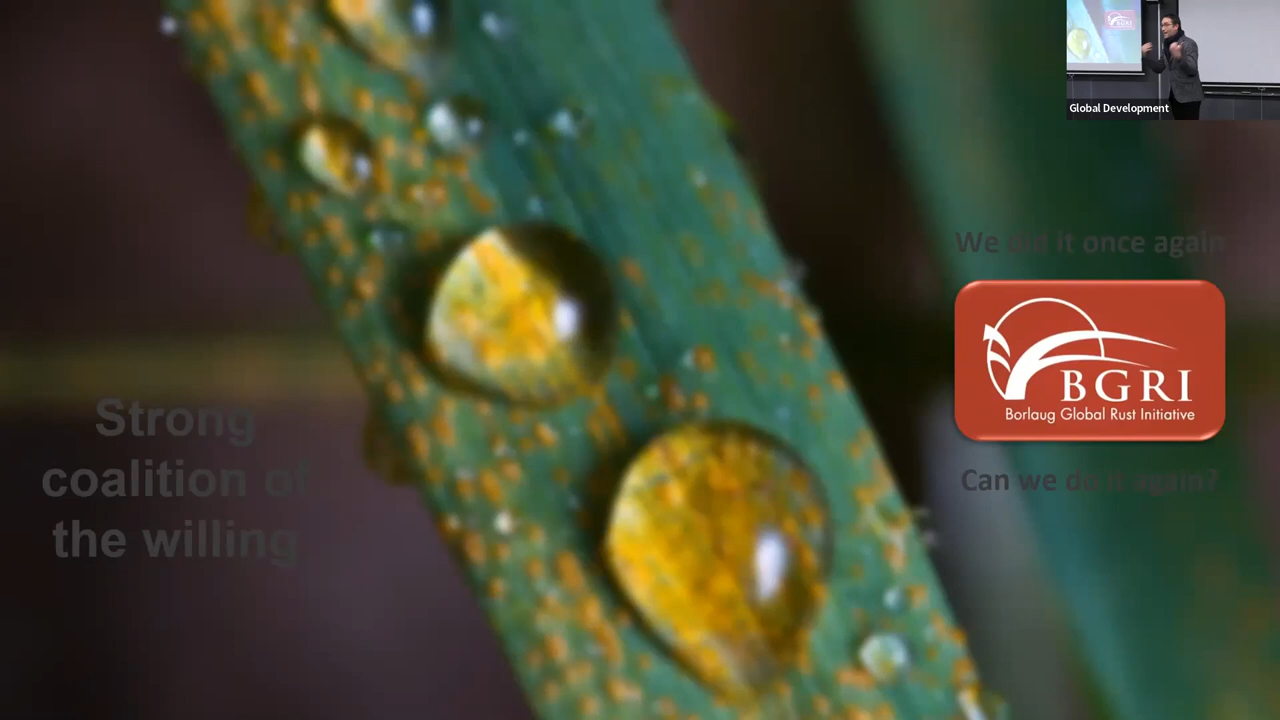 Global Development
We did it once again
BGRI
Borlaug Global Rust Initiative
Can we do it again?
Strong
coalition of
the willing